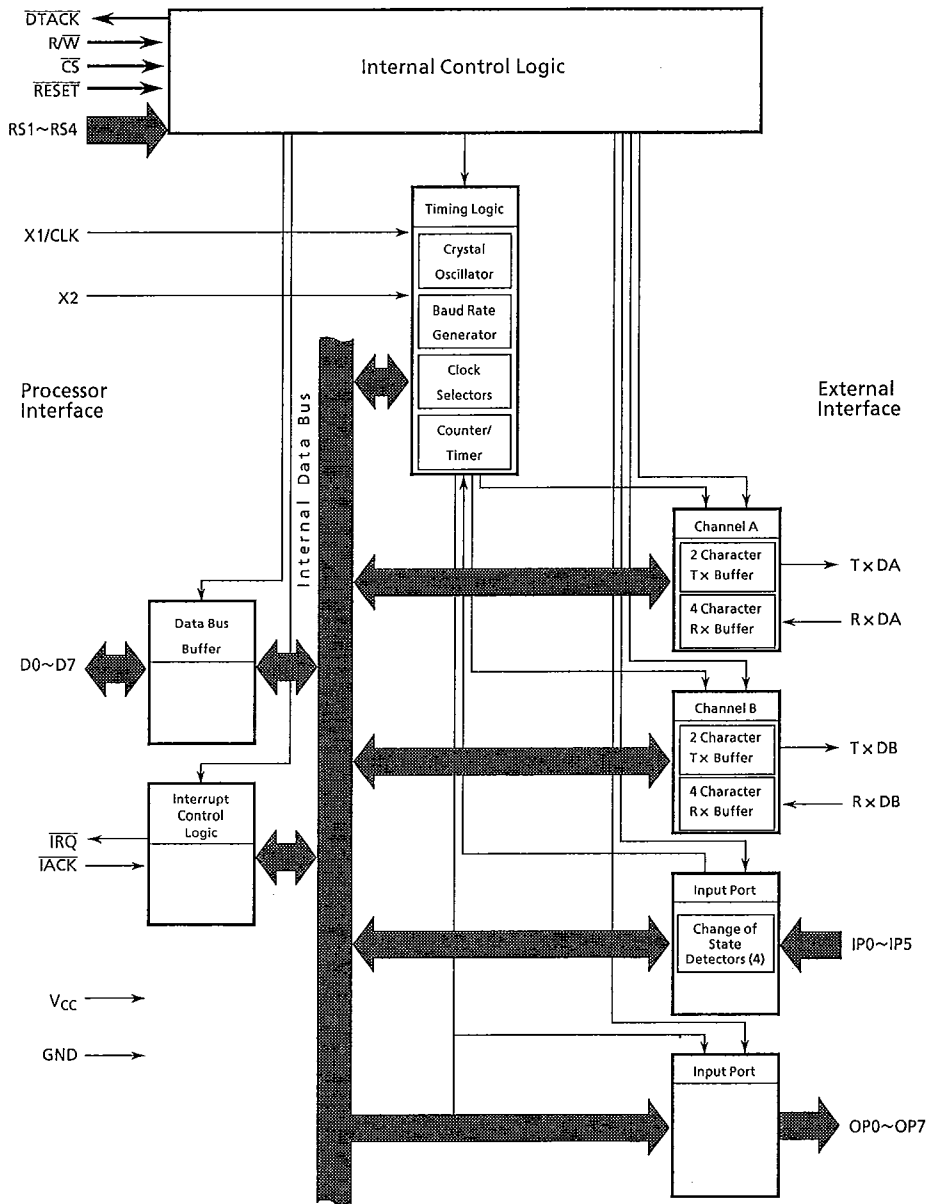 DTACK
R/W
CS
RESET
RS1~RS4
Internal Control Logic
X1/CLK
X2
Timing Logic
Crystal
Oscillator
Baud Rate
Generator
Clock
Selectors
Counter/
Timer
Processor
Interface
Internal Data Bus
External
Interface
Channel A
2 Character
Tx Buffer
4 Character
Rx Buffer
TxDA
RxDA
Data Bus
Buffer
D0~D7
Channel B
2 Character
Tx Buffer
4 Character
Rx Buffer
TxDB
RxDB
Interrupt
Control
Logic
IRQ
IACK
Input Port
Change of
State
Detectors (4)
IP0~IP5
VCC
GND
Input Port
OP0~OP7